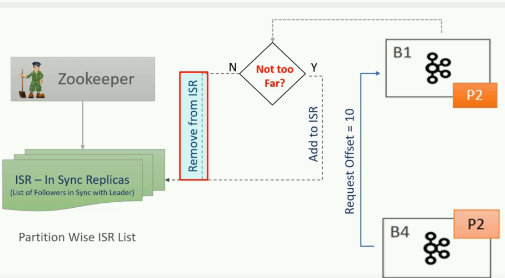 Zookeeper
ISR – In Sync Replicas
(List of Followers in Sync with Leader)
Partition Wise ISR List
Remove from ISR
N
Not too
Far?
Y
Add to ISR
Request Offset = 10
B1
P2
B4
P2